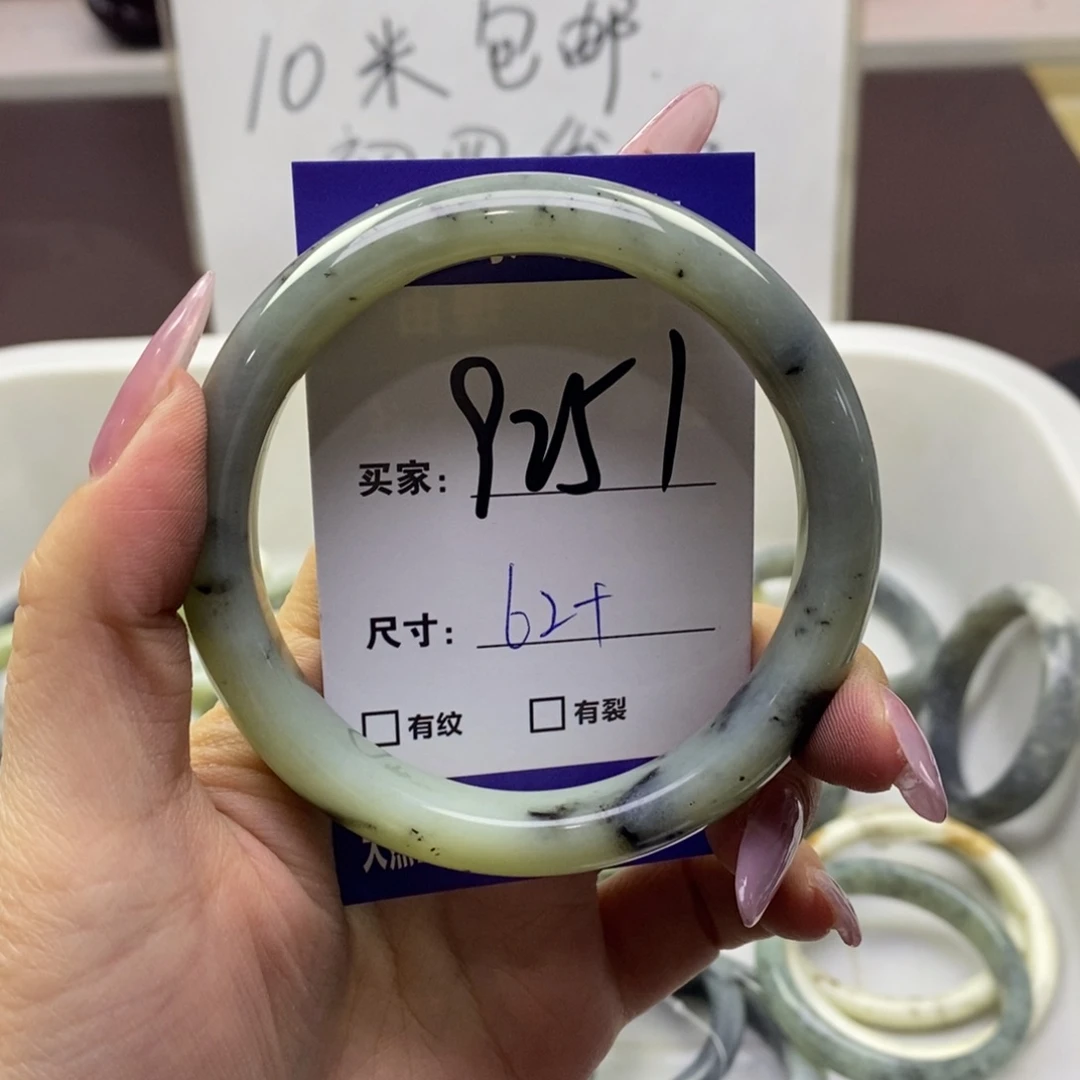 10米包邮
买家：9251
尺寸：62+
□有纹 □有裂